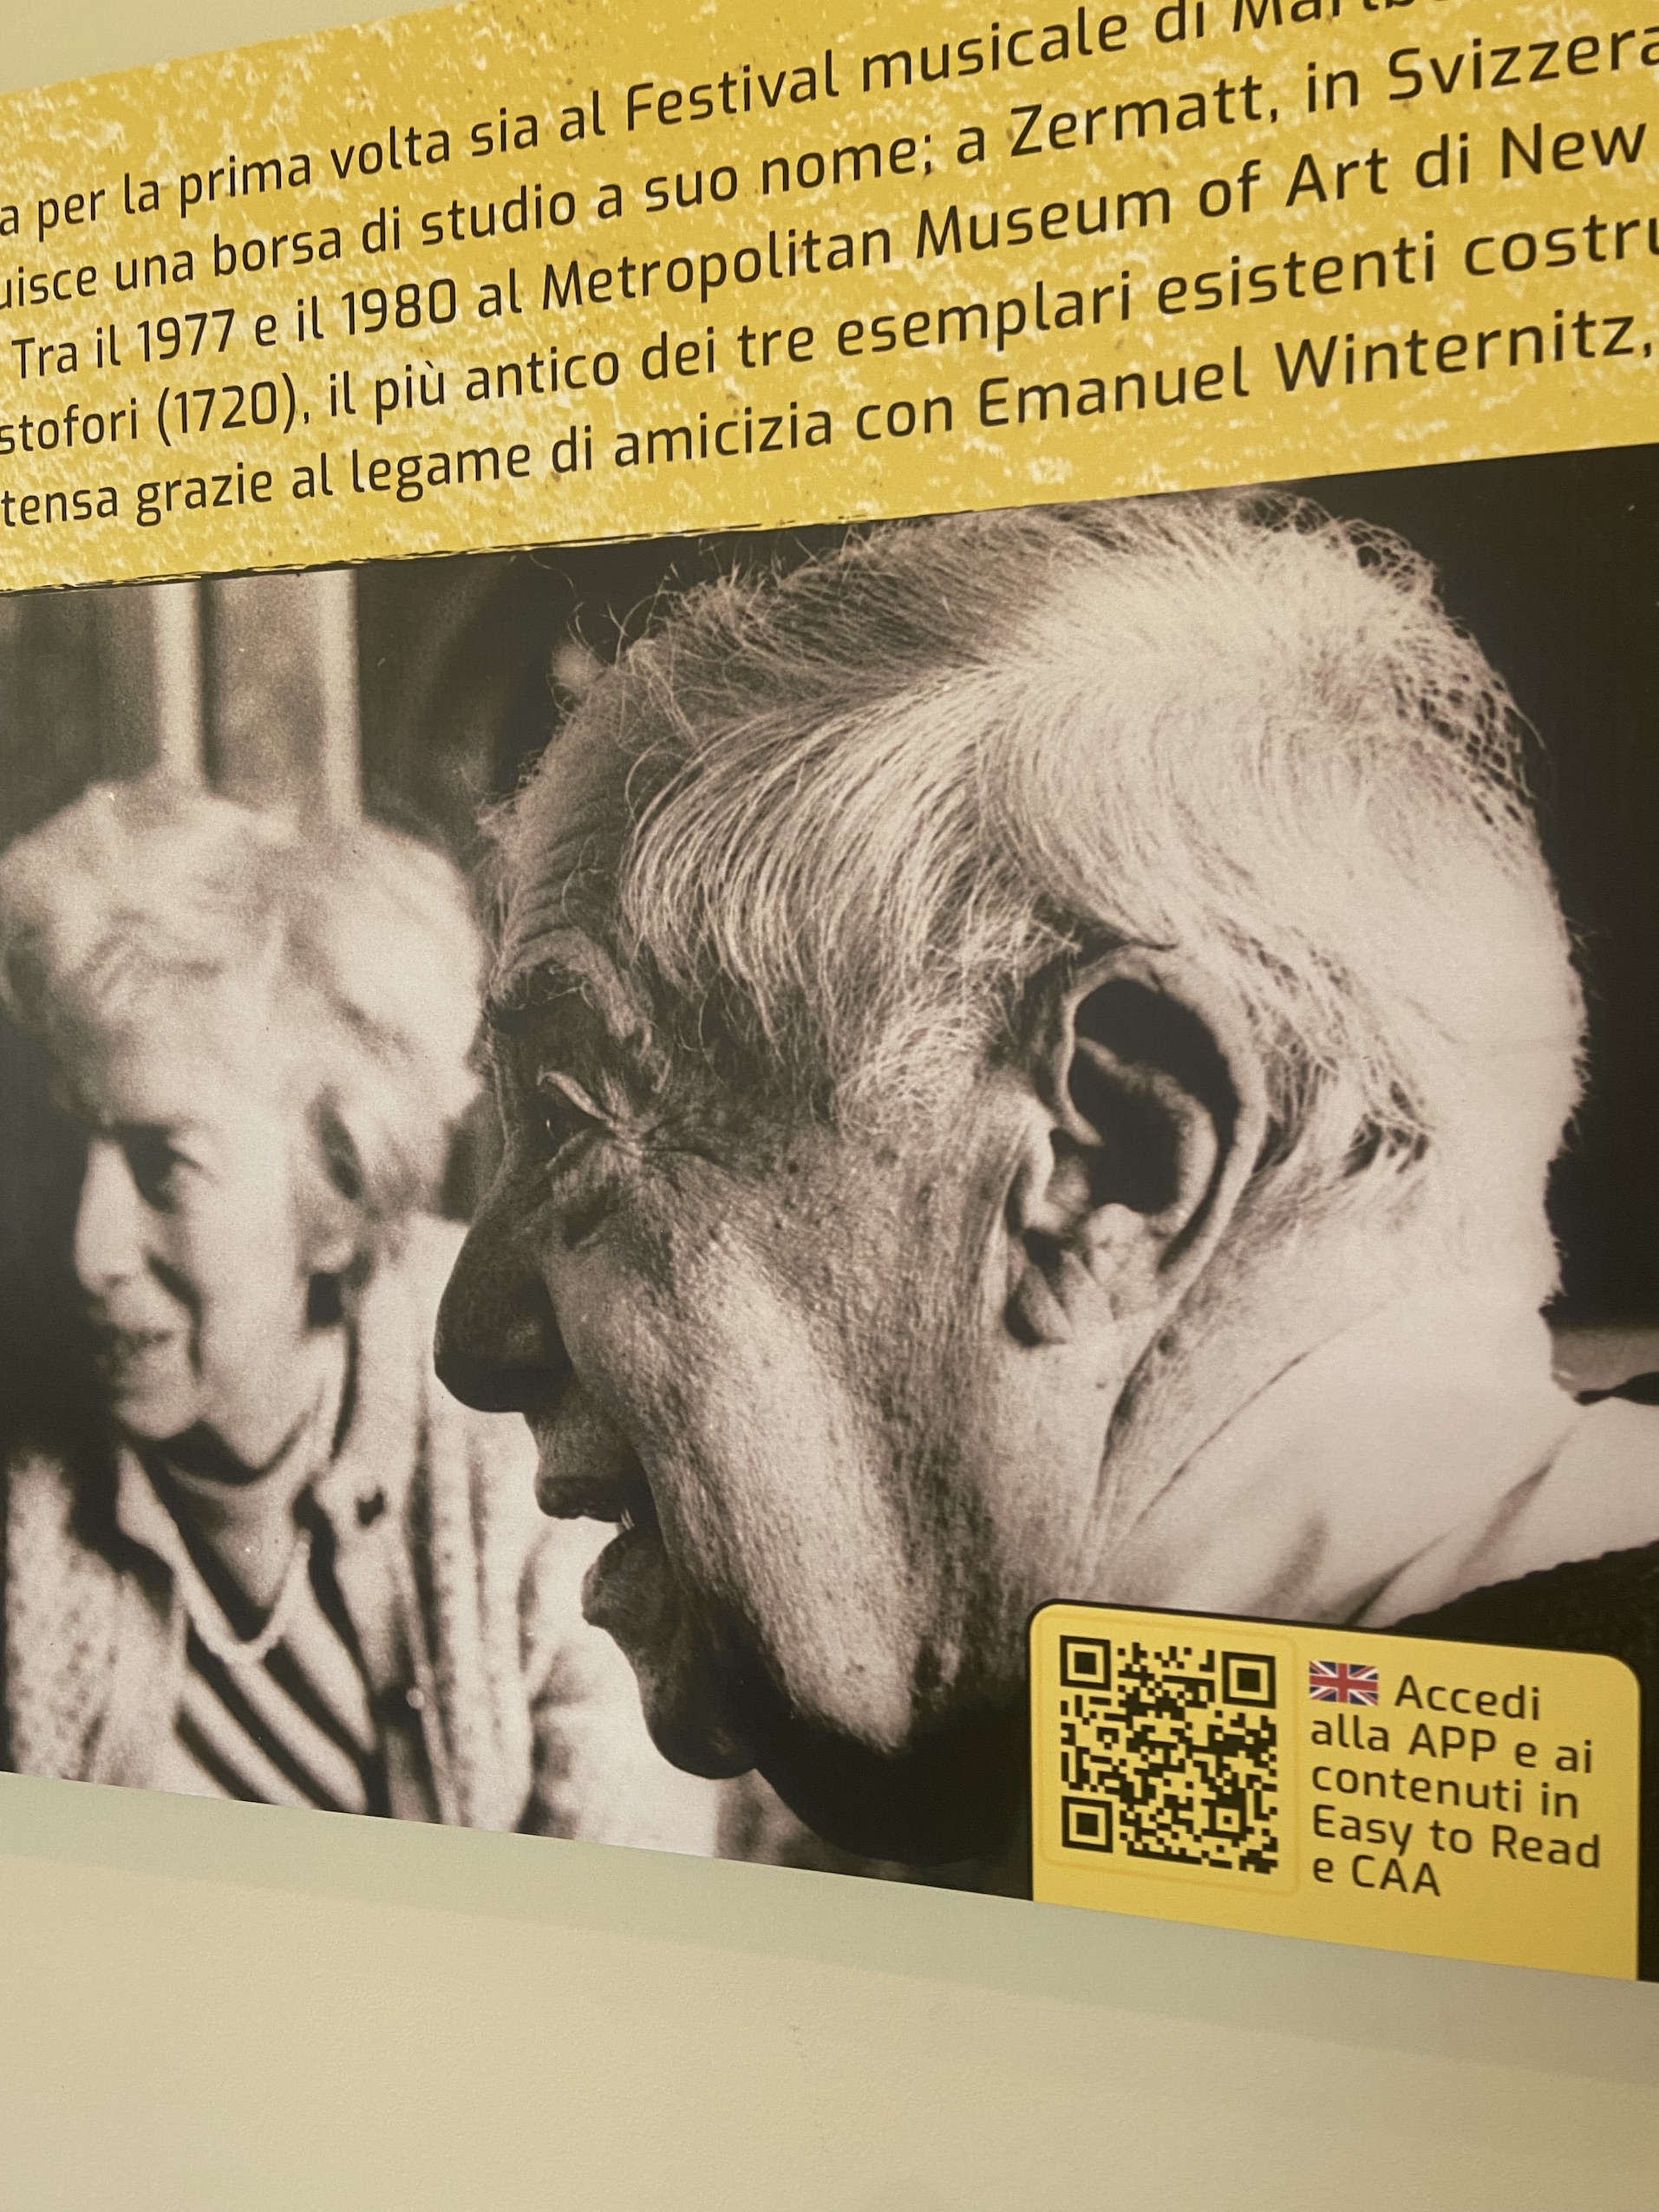 a per la prima volta sia al Festival musicale di
uisce una borsa di studio a suo nome; a Zermatt, in Svizzera
Tra il 1977 e il 1980 al Metropolitan Museum of Art di New
stofori (1720), il più antico dei tre esemplari esistenti costru
tensa grazie al legame di amicizia con Emanuel Winternitz,
Accedi
alla APP e ai
contenuti in
Easy to Read
e CAA